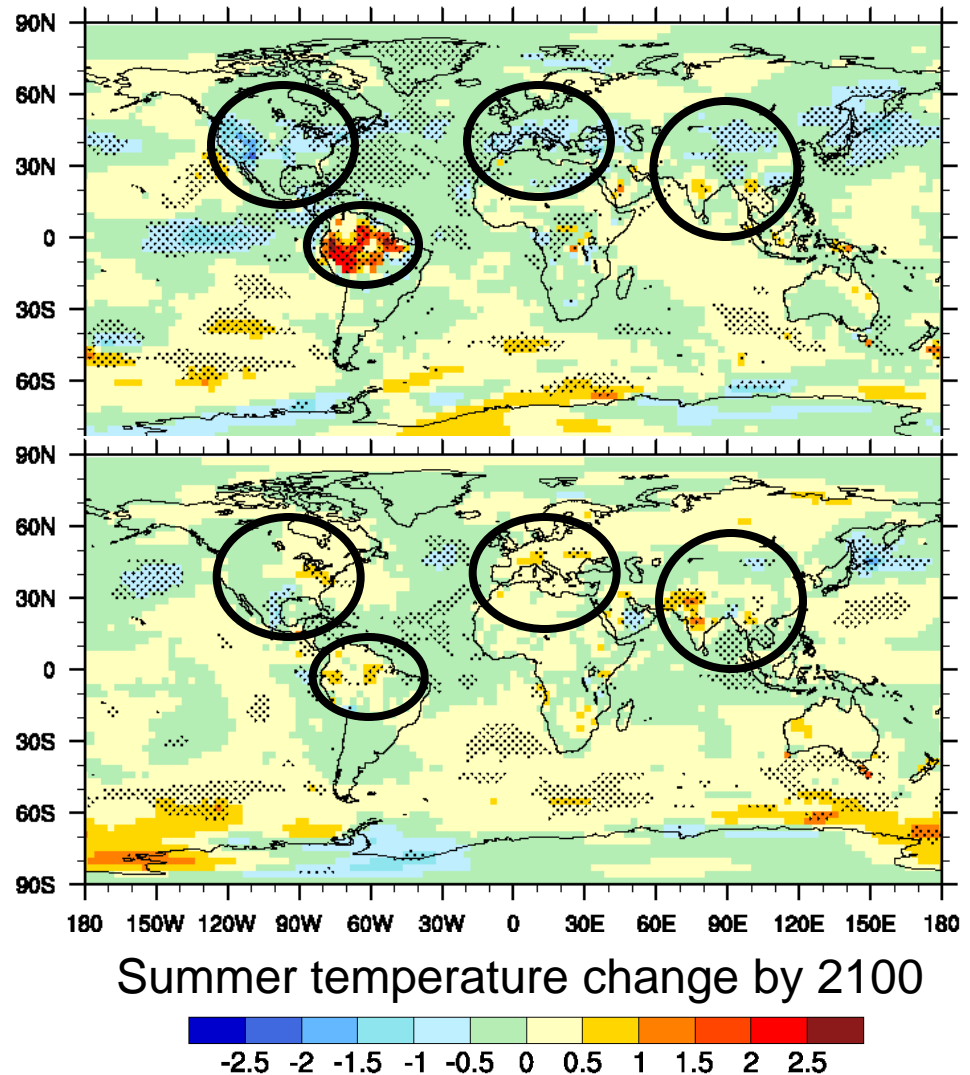 90N
60N
30N
0
30S
60S
90N
60N
30N
0
30S
60S
90S
180 150W 120W 90W 60W 30W 0 30E 60E 90E 120E 150E 180
Summer temperature change by 2100
-2.5 -2 -1.5 -1 -0.5 0 0.5 1 1.5 2 2.5